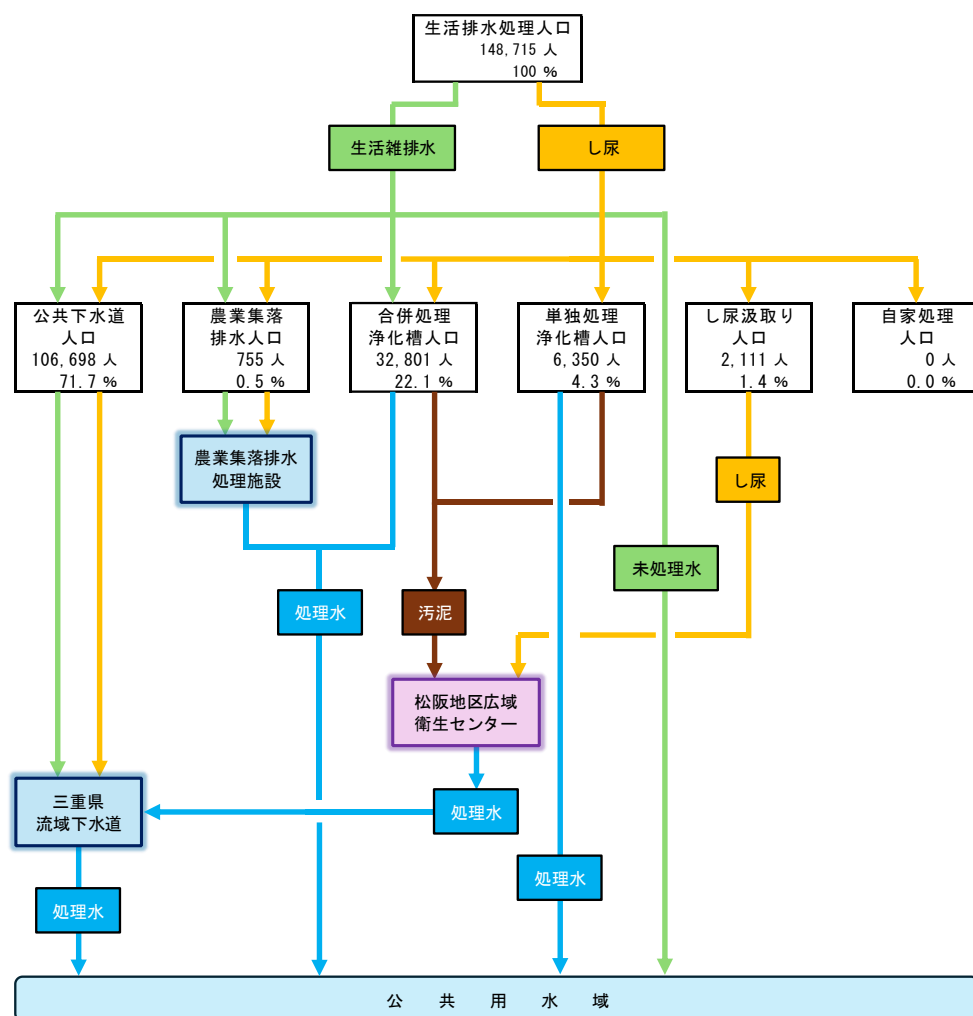 生活排水処理人口
148,715 人
100 %
生活雑排水
し尿
公共下水道
人口
106,698 人
71.7 %
農業集落
排水人口
755 人
0.5 %
合併処理
浄化槽人口
32,801 人
22.1 %
単独処理
浄化槽人口
6,350 人
4.3 %
し尿汲取り
人口
2,111 人
1.4 %
自家処理
人口
0 人
0.0 %
農業集落排水
処理施設
し尿
未処理水
処理水
汚泥
松阪地区広域
衛生センター
三重県
流域下水道
処理水
処理水
処理水
公共用水域